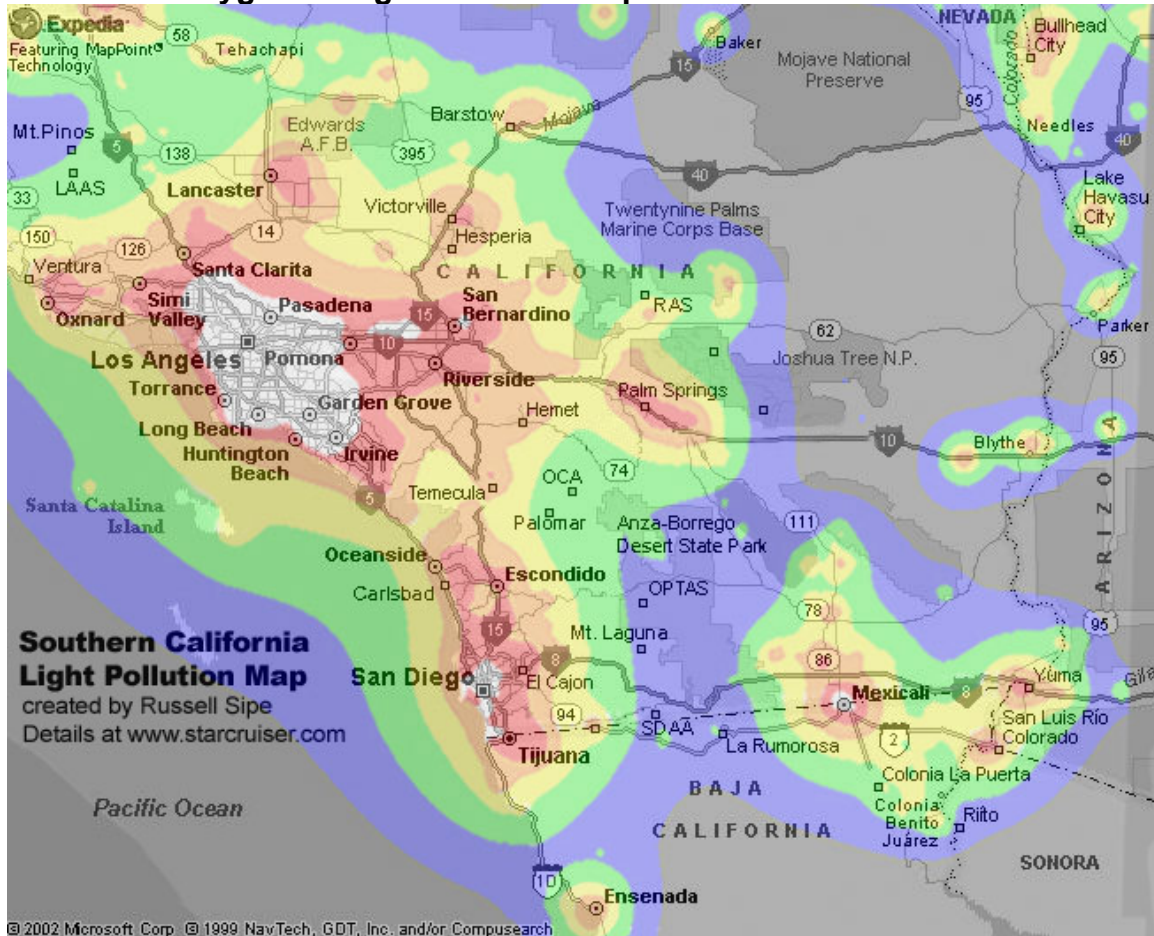 Expedia
Featuring MapPoint®
Technology
58
Tehachapi
Baker
15
Mojave National
Preserve
NEVADA
Colorado
Bullhead
City
95
Needles
40
Mt.Pinos
5
138
Edwards
A.F.B.
395
Barstow
Mojave
40
LAAS
33
Lancaster
Victorville
Hesperia
Twentynine Palms
Marine Corps Base
Lake
Havasu
City
150
126
14
Ventura
Santa Clarita
CALIFORNIA
Oxnard
Simi
Valley
Pasadena
15
San
Bernardino
RAS
62
Parker
95
Los Angeles
Pomona
10
Riverside
Joshua Tree N.P.
Torrance
Garden Grove
Palm Springs
Hemet
Long Beach
Huntington
Beach
Irvine
74
10
Blythe
ARIZONA
5
Temecula
OCA
Santa Catalina
Island
Palomar
Anza-Borrego
Desert State Park
111
Oceanside
Carlsbad
Escondido
OPTAS
78
95
15
Mt. Laguna
Southern California
Light Pollution Map
created by Russell Sipe
Details at www.starcruiser.com
San Diego
El Cajon
8
86
Mexicali
8
Yuma
Gila
94
SDAA
Tijuana
La Rumorosa
2
San Luis Río
Colorado
BAJA
CALIFORNIA
Colonia La Puerta
Colonia
Benito
Juárez
Riito
Pacific Ocean
SONORA
1D
Ensenada
© 2002 Microsoft Corp © 1999 NavTech, GDT, Inc. and/or Compusearch